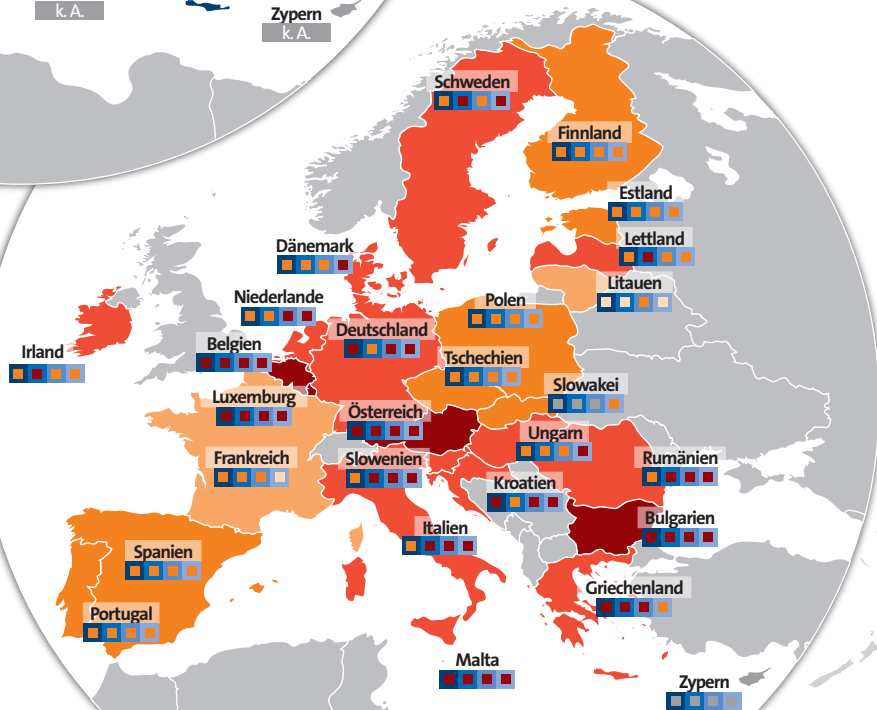 k. A.
Zypern
k. A.
Schweden
Finnland
Estland
Dänemark
Lettland
Litauen
Niederlande
Polen
Deutschland
Belgien
Irland
Tschechien
Slowakei
Luxemburg
Österreich
Ungarn
Frankreich
Slowenien
Rumänien
Kroatien
Bulgarien
Italien
Spanien
Griechenland
Portugal
Malta
Zypern